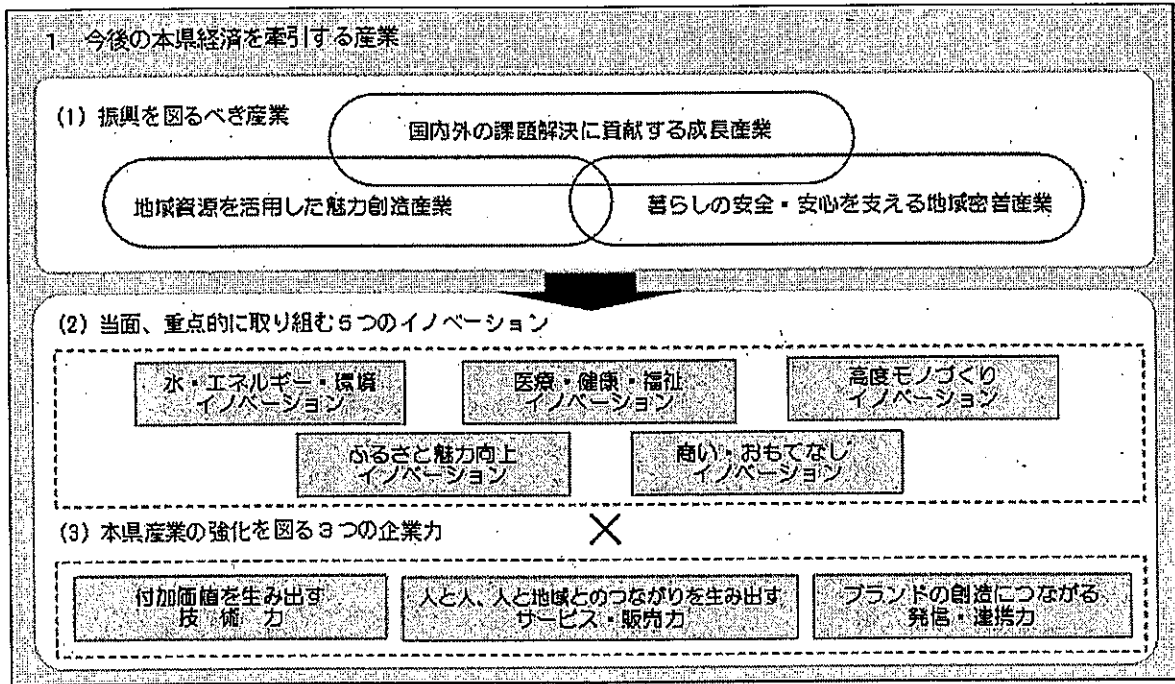 1 今後の本県経済を牽引する産業
(1) 振興を図るべき産業
国内外の課題解決に貢献する成長産業
地域資源を活用した魅力創造産業
暮らしの安全・安心を支える地域密着産業
(2) 当面、重点的に取り組む5つのイノベーション
水・エネルギー・環境
イノベーション
医療・健康・福祉
イノベーション
高度モノづくり
イノベーション
ふるさと魅力向上
イノベーション
商い・おもてなし
イノベーション
(3) 本県産業の強化を図る3つの企業力
×
付加価値を生み出す
技術力
人と人、人と地域とのつながりを生み出す
サービス・販売力
ブランドの創造につながる
発信・連携力